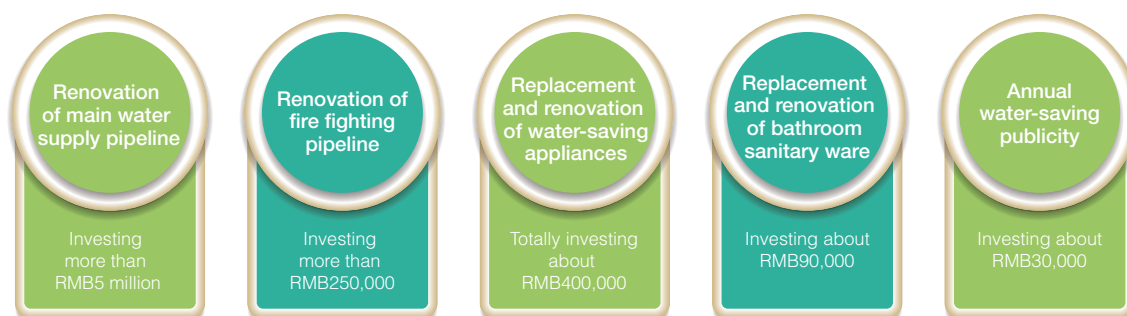 Renovation
of main water
supply pipeline
Investing
more than
RMB5 million
Renovation of
fire fighting
pipeline
Investing
more than
RMB250,000
Replacement
and renovation
of water-saving
appliances
Totally investing
about
RMB400,000
Replacement
and renovation
of bathroom
sanitary ware
Investing about
RMB90,000
Annual
water-saving
publicity
Investing about
RMB30,000